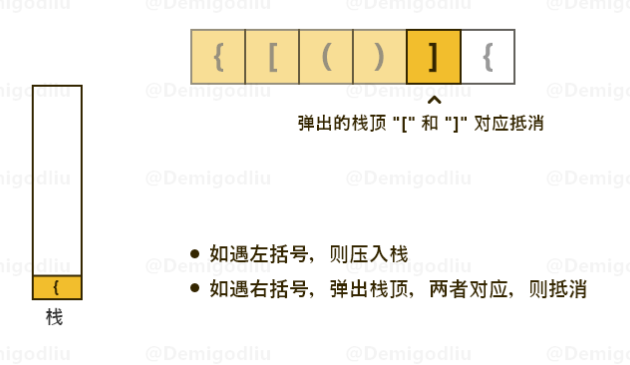 @Demigodliu @Demigodliu @Demigodliu
{ [ ( ) ] {
@Demigodliu @Demigodliu
弹出的栈顶 "[" 和 "]" 对应抵消
@Demigodliu @Demigodliu
• 如遇左括号，则压入栈
@Demigodliu @Demigodliu
{
• 如遇右括号，弹出栈顶，两者对应，则抵消
栈
@Demigodliu @Demigodliu